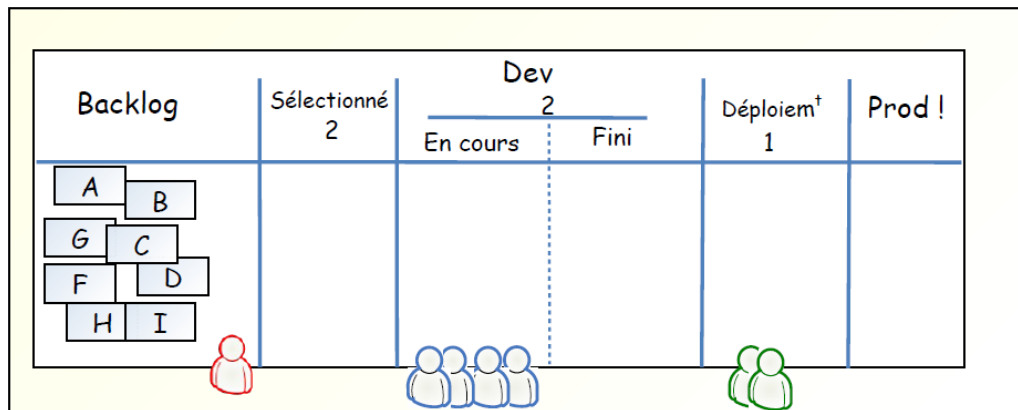 Backlog
Sélectionné
2
Dev
2
En cours
Fini
Déploiem†
1
Prod !
A
B
G
C
F
D
H
I